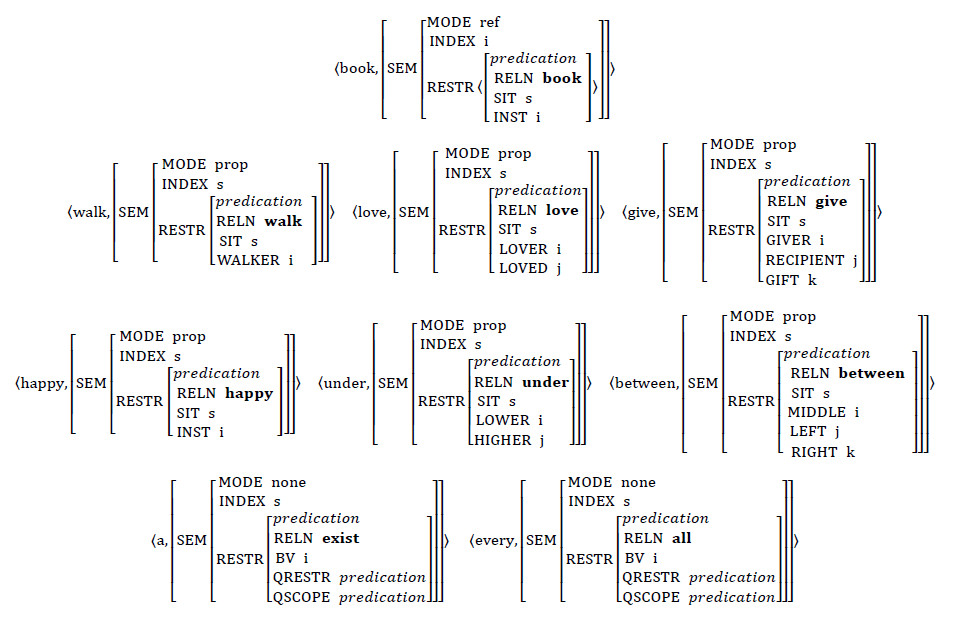 ⟨book, SEM MODE ref INDEX i RESTR ⟨ predication RELN book SIT s INST i ⟩ ⟩
⟨walk, SEM MODE prop INDEX s RESTR predication RELN walk SIT s WALKER i ⟩
⟨love, SEM MODE prop INDEX s RESTR predication RELN love SIT s LOVER i LOVED j ⟩
⟨give, SEM MODE prop INDEX s RESTR predication RELN give SIT s GIVER i RECIPIENT j GIFT k ⟩
⟨happy, SEM MODE prop INDEX s RESTR predication RELN happy SIT s INST i ⟩
⟨under, SEM MODE prop INDEX s RESTR predication RELN under SIT s LOWER i HIGHER j ⟩
⟨between, SEM MODE prop INDEX s RESTR predication RELN between SIT s MIDDLE i LEFT j RIGHT k ⟩
⟨a, SEM MODE none INDEX s RESTR predication RELN exist BV i QRESTR predication QSCOPE predication ⟩
⟨every, SEM MODE none INDEX s RESTR predication RELN all BV i QRESTR predication QSCOPE predication ⟩